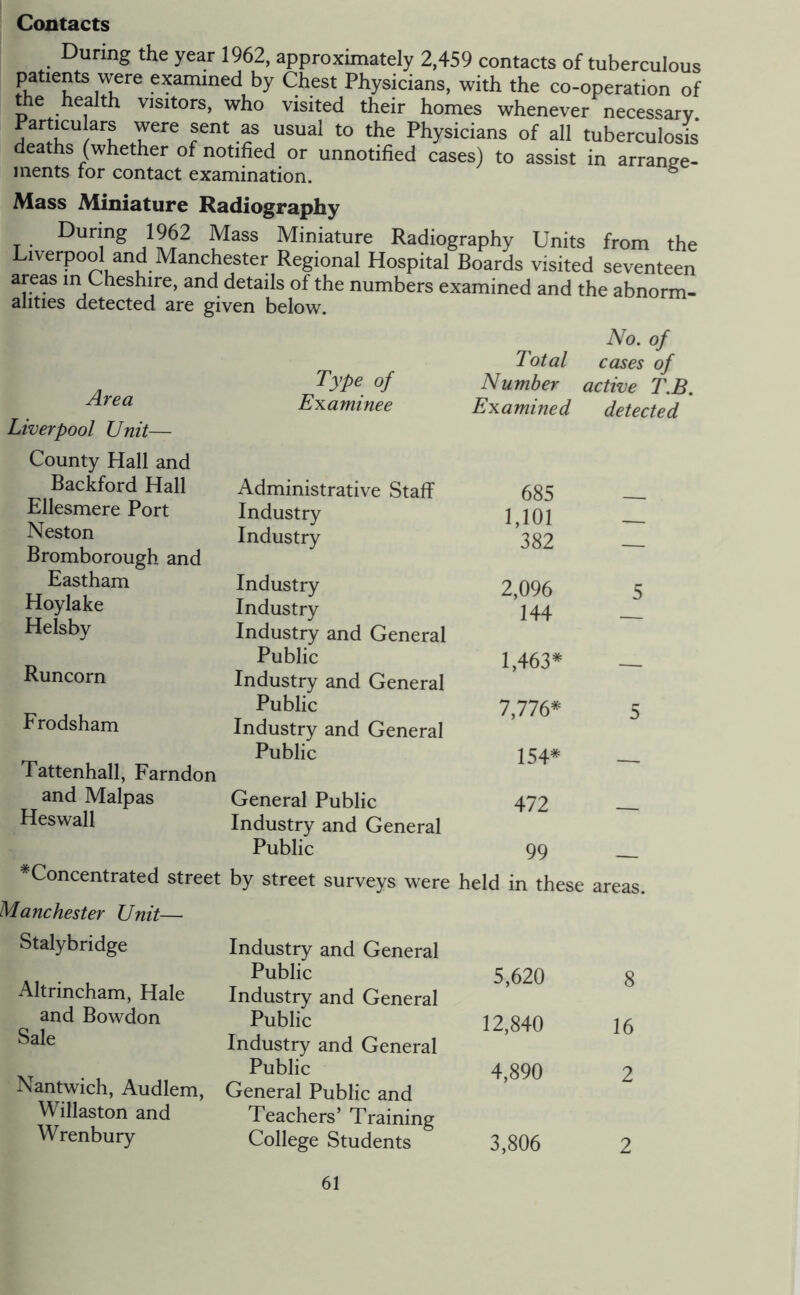 Contacts
During the year 1962, approximately 2,459 contacts of tuberculous
patients were examined by Chest Physicians, with the co-operation of
the health visitors, who visited their homes whenever necessary.
Particulars were sent as usual to the Physicians of all tuberculosis
deaths (whether of notified or unnotified cases) to assist in arrange-
ments for contact examination.
Mass Miniature Radiography
During 1962 Mass Miniature Radiography Units from the
Liverpool and Manchester Regional Hospital Boards visited seventeen
areas in Cheshire, and details of the numbers examined and the abnorm-
alities detected are given below.
No. of
Total cases of
Type of Number active T.B.
Area Examinee Examined detected
Liverpool Unit—
County Hall and
Backford Hall Administrative Staff 685 —
Ellesmere Port Industry 1,101 —
Neston Industry 382 —
Bromborough and
Eastham Industry 2,096 5
Hoylake Industry 144 —
Helsby Industry and General
Public 1,463* —
Runcorn Industry and General
Public 7,776* 5
Frodsham Industry and General
Public 154* —
Tattenhall, Farndon
and Malpas General Public 472 —
Heswall Industry and General
Public 99 —
*Concentrated street by street surveys were held in these areas.
Manchester Unit—
Stalybridge Industry and General
Public 5,620 8
Altrincham, Hale Industry and General
and Bowdon Public 12,840 16
Sale Industry and General
Public 4,890 2
Nantwich, Audlem, General Public and
Willaston and Teachers' Training
Wrenbury College Students 3,806 2
61